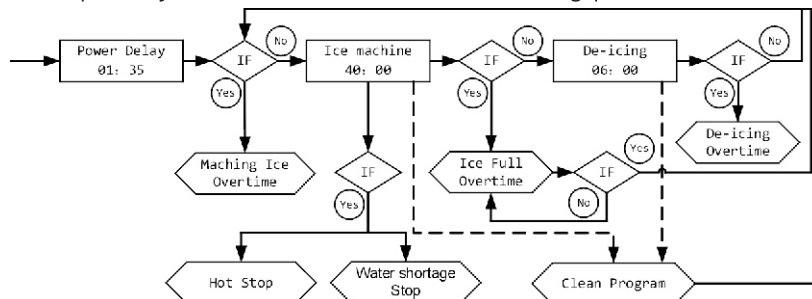 Power Delay
01: 35
IF
No
Yes
Ice machine
40: 00
IF
No
Yes
De-icing
06: 00
IF
No
Yes
Maching Ice
Overtime
IF
Yes
Ice Full
Overtime
IF
Yes
No
De-icing
Overtime
Hot Stop
Water shortage
Stop
Clean Program